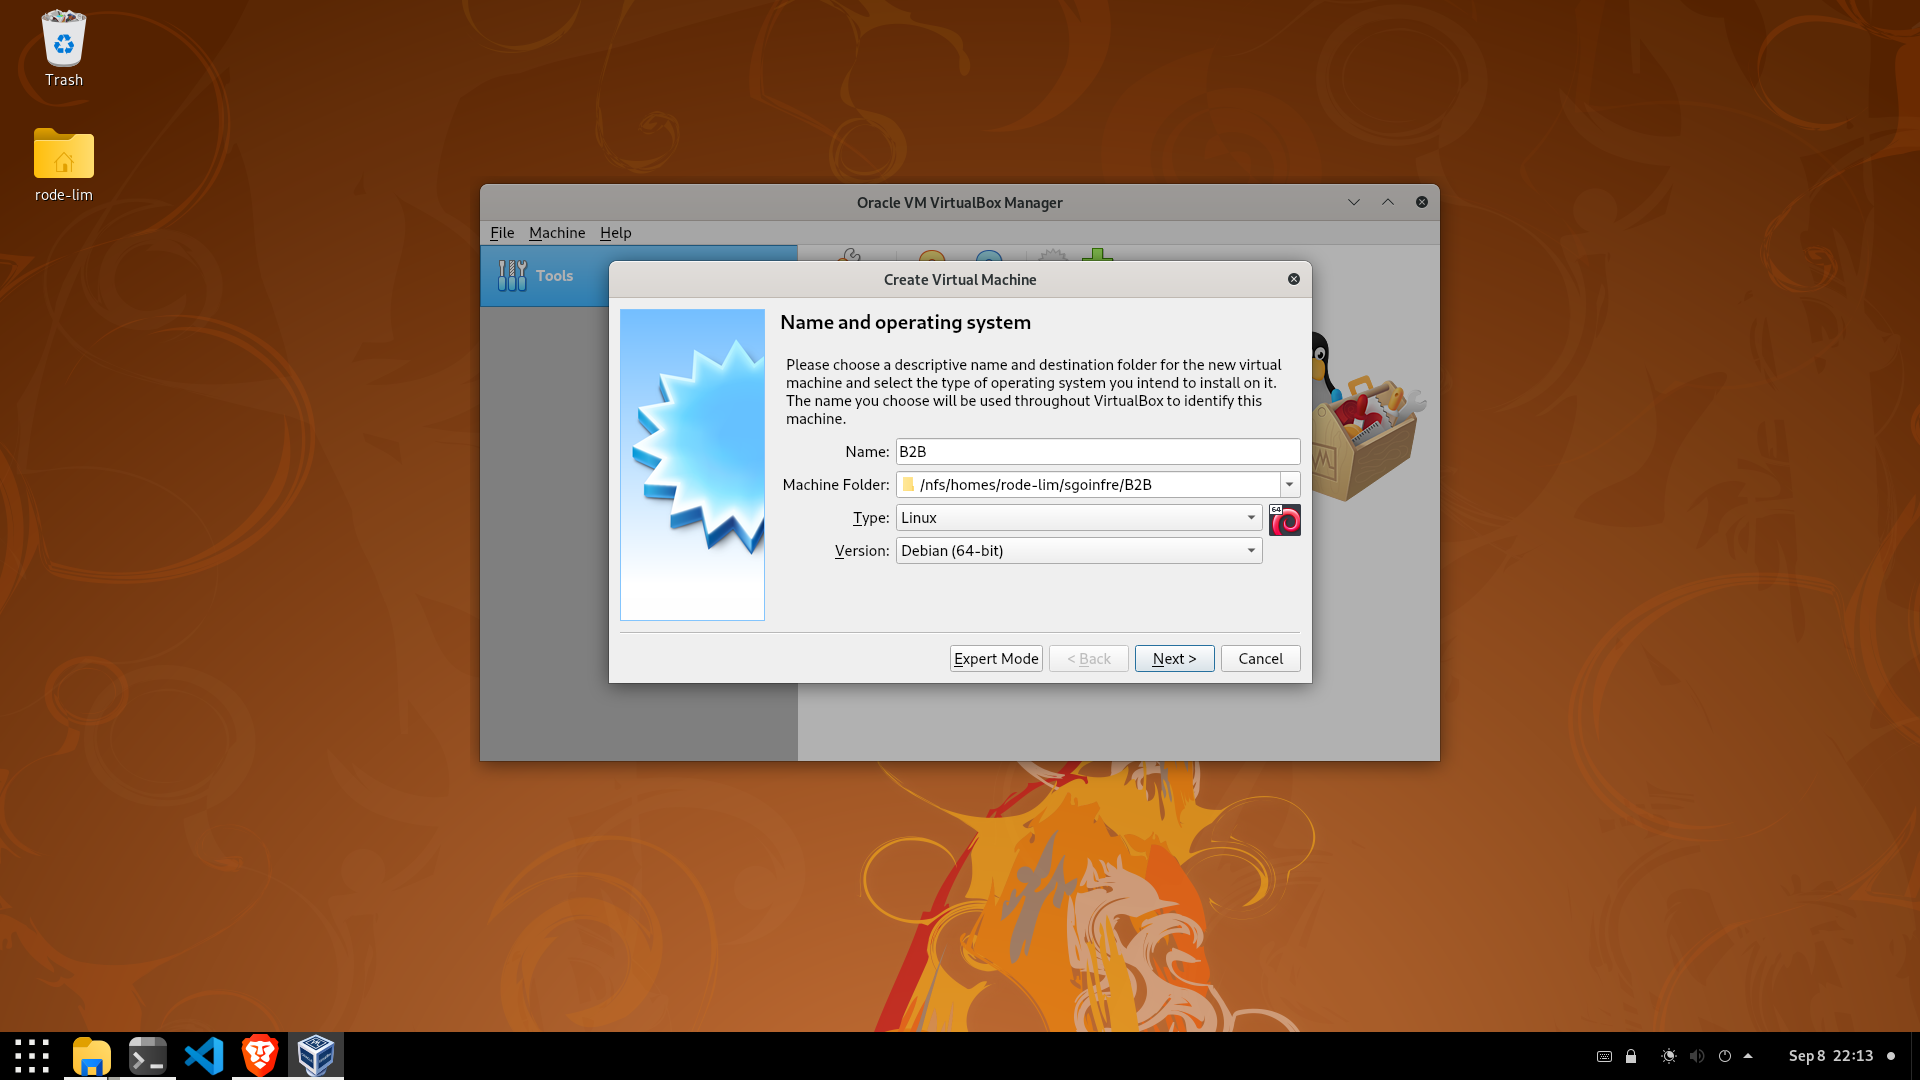 Trash
rode-lim
Oracle VM VirtualBox Manager
File Machine Help
Tools
Create Virtual Machine
Name and operating system
Please choose a descriptive name and destination folder for the new virtual
machine and select the type of operating system you intend to install on it.
The name you choose will be used throughout VirtualBox to identify this
machine.
Name: B2B
Machine Folder: /nfs/homes/rode-lim/sgoinfre/B2B
Type: Linux
64
Version: Debian (64-bit)
Expert Mode < Back Next > Cancel
Sep 8 22:13